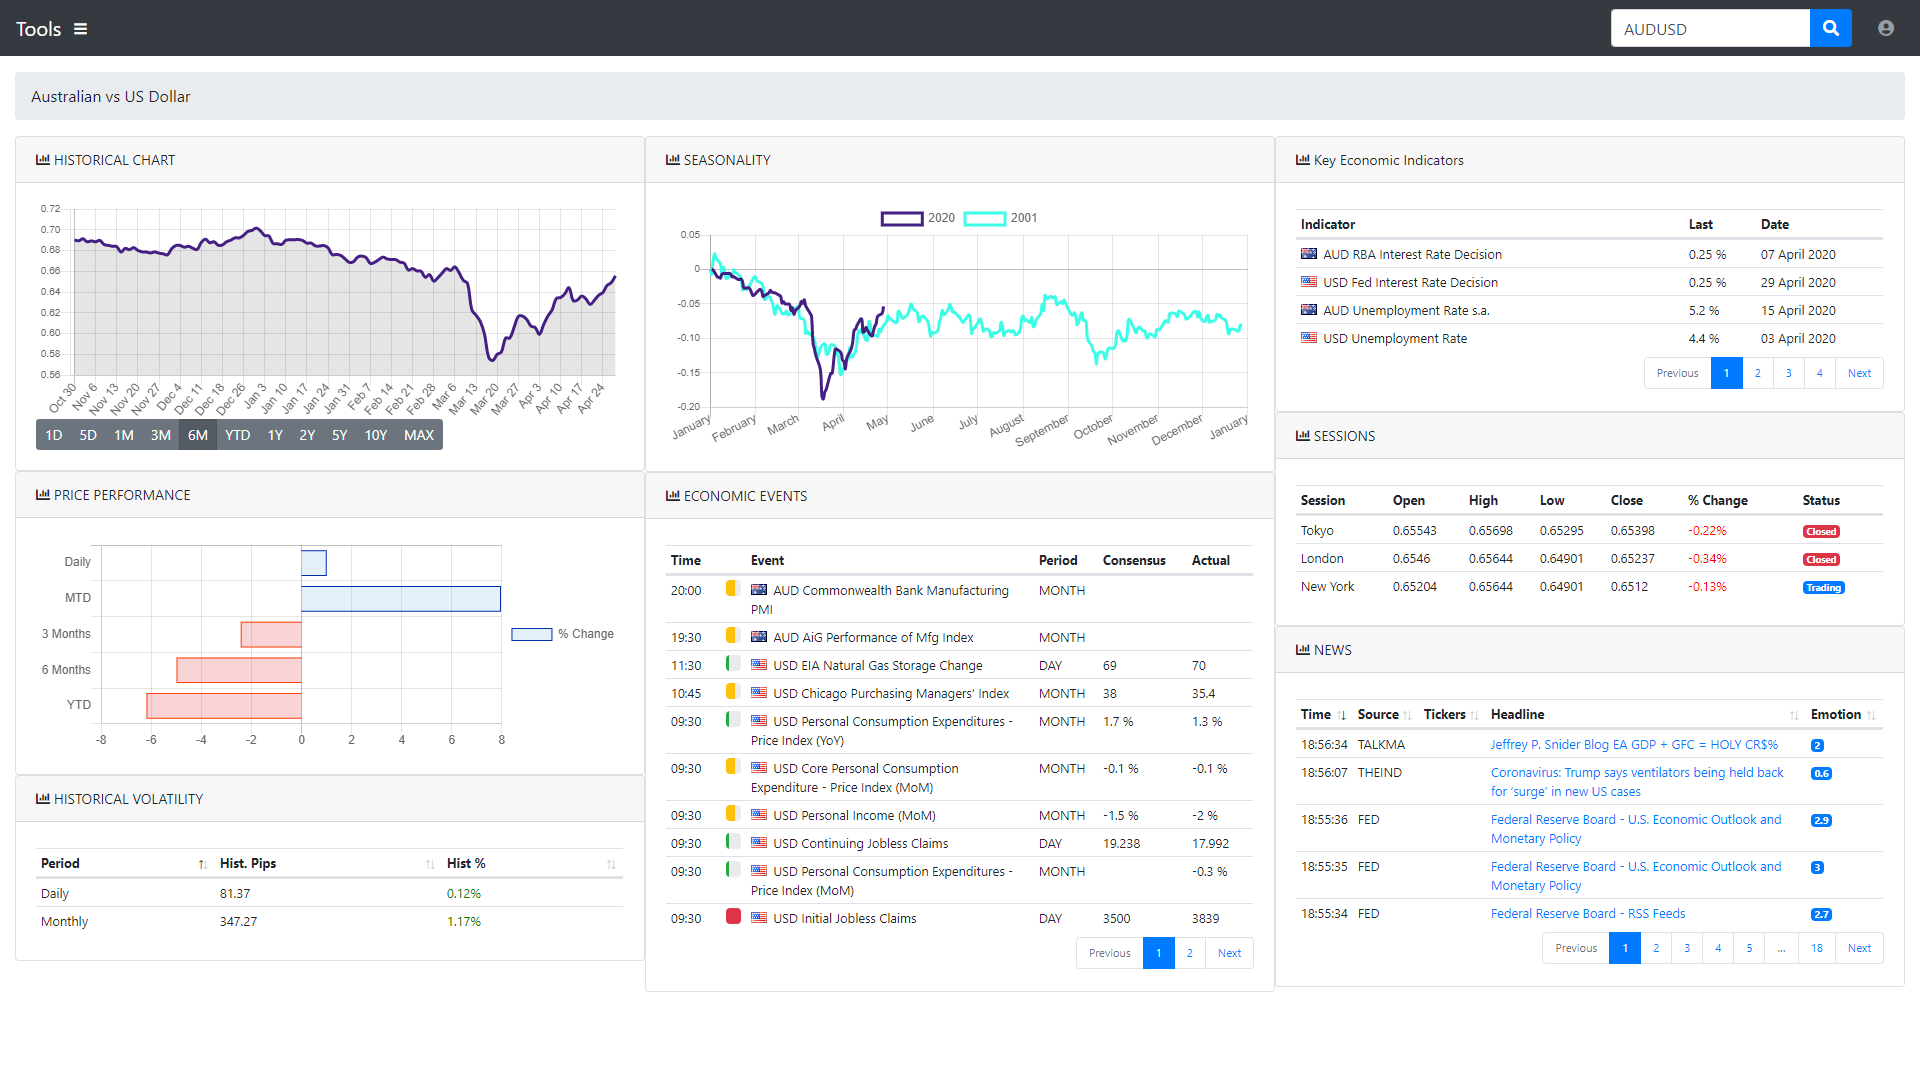 Tools
AUDUSD
Australian vs US Dollar
HISTORICAL CHART
0.72
0.70
0.68
0.66
0.64
0.62
0.60
0.58
0.56
Oct 30 Nov 6 Nov 13 Nov 20 Nov 27 Dec 4 Dec 11 Dec 18 Dec 26 Jan 3 Jan 10 Jan 17 Jan 24 Jan 31 Feb 7 Feb 14 Feb 21 Feb 28 Mar 6 Mar 13 Mar 20 Mar 27 Apr 3 Apr 10 Apr 17 Apr 24
1D 5D 1M 3M 6M YTD 1Y 2Y 5Y 10Y MAX
PRICE PERFORMANCE
Daily
MTD
3 Months
6 Months
YTD
% Change
-8 -6 -4 -2 0 2 4 6 8
HISTORICAL VOLATILITY
Period Hist. Pips Hist %
Daily 81.37 0.12%
Monthly 347.27 1.17%
SEASONALITY
2020 2001
0.05
0
-0.05
-0.10
-0.15
-0.20
January February March April May June July August September October November December January
ECONOMIC EVENTS
Time Event Period Consensus Actual
20:00 AUD Commonwealth Bank Manufacturing MONTH
PMI
19:30 AUD AiG Performance of Mfg Index MONTH
11:30 USD EIA Natural Gas Storage Change DAY 69 70
10:45 USD Chicago Purchasing Managers' Index MONTH 38 35.4
09:30 USD Personal Consumption Expenditures - MONTH 1.7 % 1.3 %
Price Index (YoY)
09:30 USD Core Personal Consumption MONTH -0.1 % -0.1 %
Expenditure - Price Index (MoM)
09:30 USD Personal Income (MoM) MONTH -1.5 % -2 %
09:30 USD Continuing Jobless Claims DAY 19.238 17.992
09:30 USD Personal Consumption Expenditures - MONTH -0.3 %
Price Index (MoM)
09:30 USD Initial Jobless Claims DAY 3500 3839
Previous 1 2 Next
Key Economic Indicators
Indicator Last Date
AUD RBA Interest Rate Decision 0.25 % 07 April 2020
USD Fed Interest Rate Decision 0.25 % 29 April 2020
AUD Unemployment Rate s.a. 5.2 % 15 April 2020
USD Unemployment Rate 4.4 % 03 April 2020
Previous 1 2 3 4 Next
SESSIONS
Session Open High Low Close % Change Status
Tokyo 0.65543 0.65698 0.65295 0.65398 -0.22% Closed
London 0.6546 0.65644 0.64901 0.65237 -0.34% Closed
New York 0.65204 0.65644 0.64901 0.6512 -0.13% Trading
NEWS
Time Source Tickers Headline Emotion
18:56:34 TALKMA Jeffrey P. Snider Blog EA GDP + GFC = HOLY CR$% 2
18:56:07 THEIND Coronavirus: Trump says ventilators being held back 0.6
for ‘surge’ in new US cases
18:55:36 FED Federal Reserve Board - U.S. Economic Outlook and 2.9
Monetary Policy
18:55:35 FED Federal Reserve Board - U.S. Economic Outlook and 3
Monetary Policy
18:55:34 FED Federal Reserve Board - RSS Feeds 2.7
Previous 1 2 3 4 5 ... 18 Next